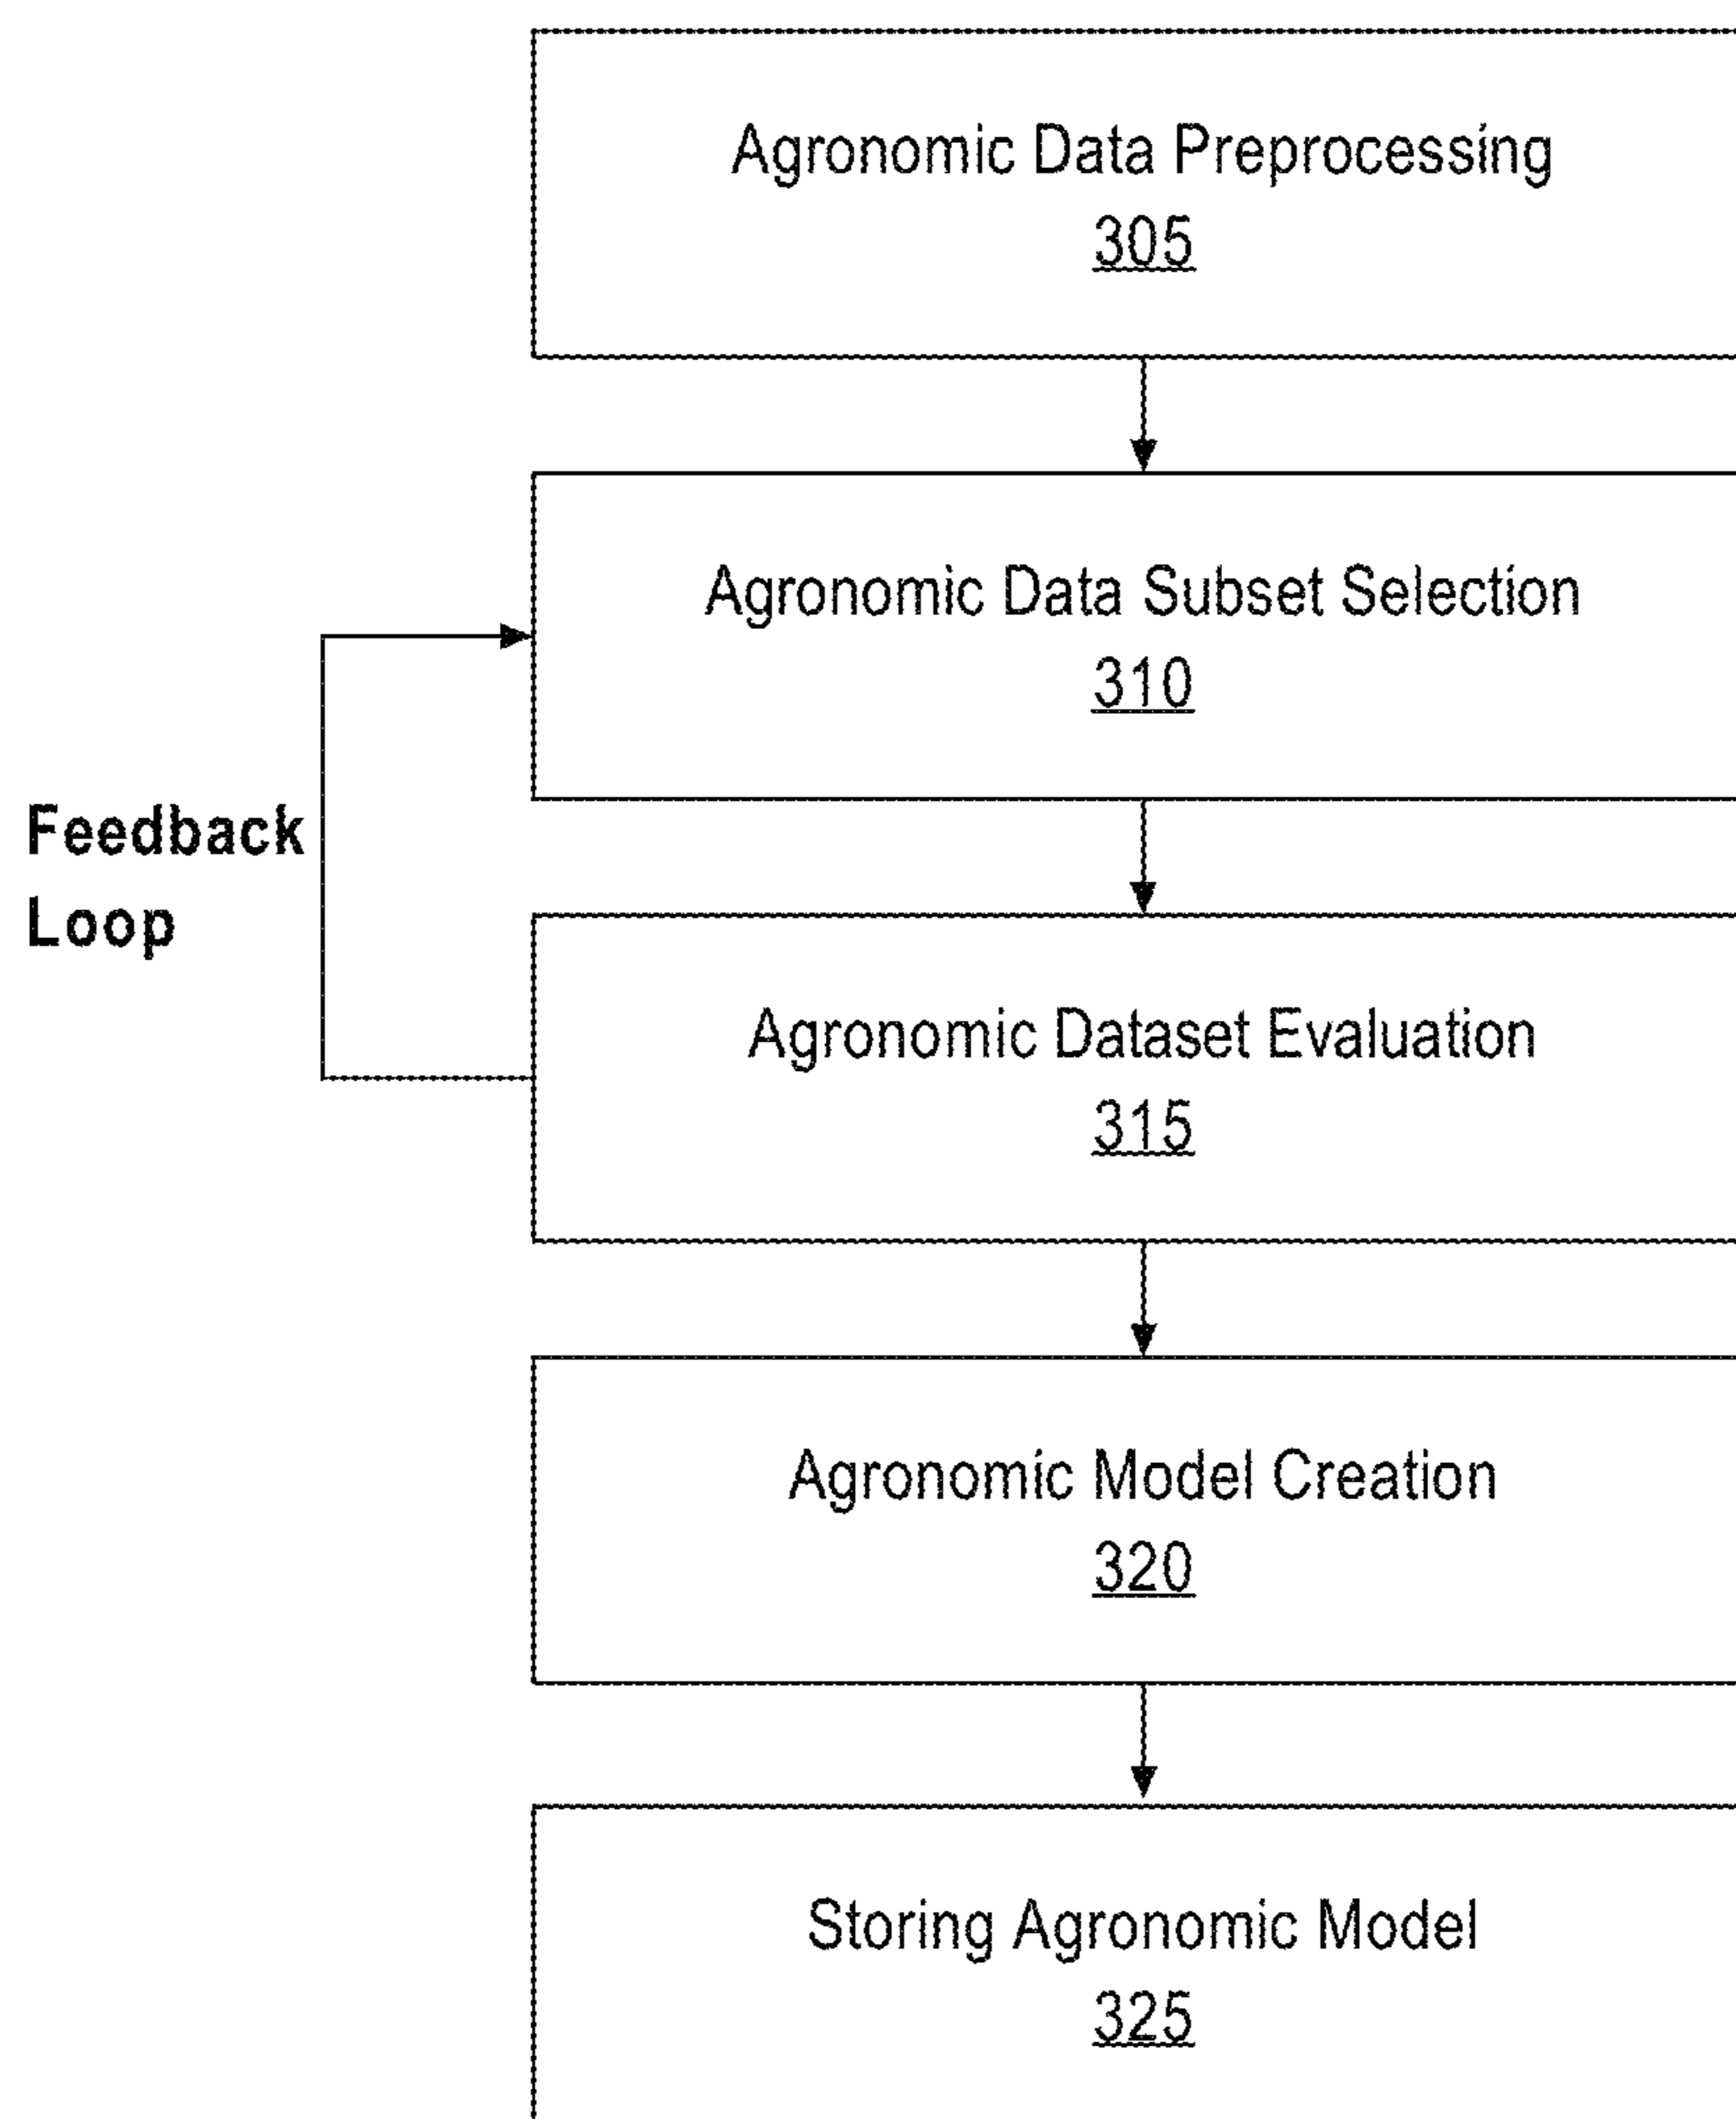 Agronomic Data Preprocessing
305
Agronomic Data Subset Selection
310
Feedback
Loop
Agronomic Dataset Evaluation
315
Agronomic Model Creation
320
Storing Agronomic Model
325